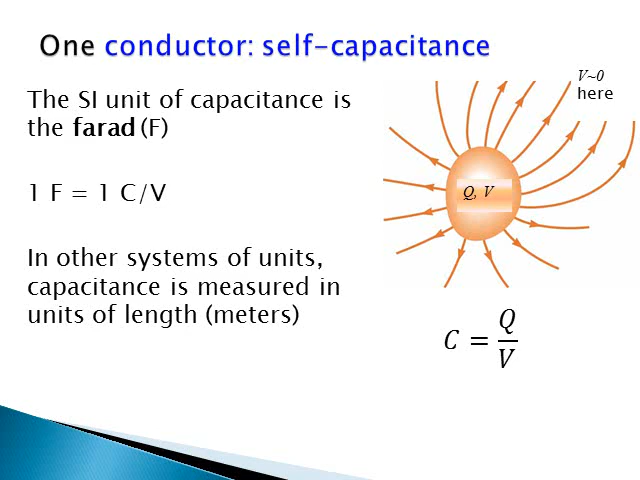 One conductor: self-capacitance
The SI unit of capacitance is
the farad (F)
1 F = 1 C/V
In other systems of units,
capacitance is measured in
units of length (meters)
V~0
here
Q, V
C = Q/V